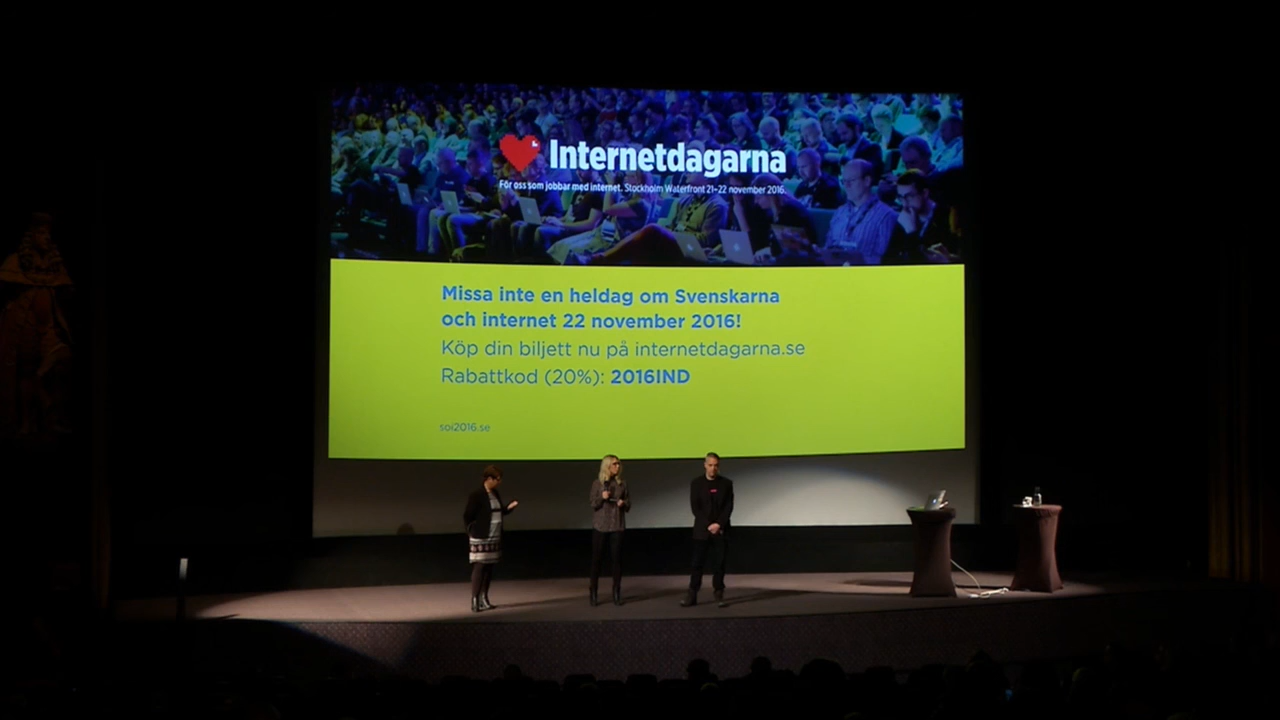 Internetdagarna
För oss som jobbar med internet. Stockholm Waterfront 21–22 november 2016.
Missa inte en heldag om Svenskarna
och internet 22 november 2016!
Köp din biljett nu på internetdagarna.se
Rabattkod (20%): 2016IND
soi2016.se